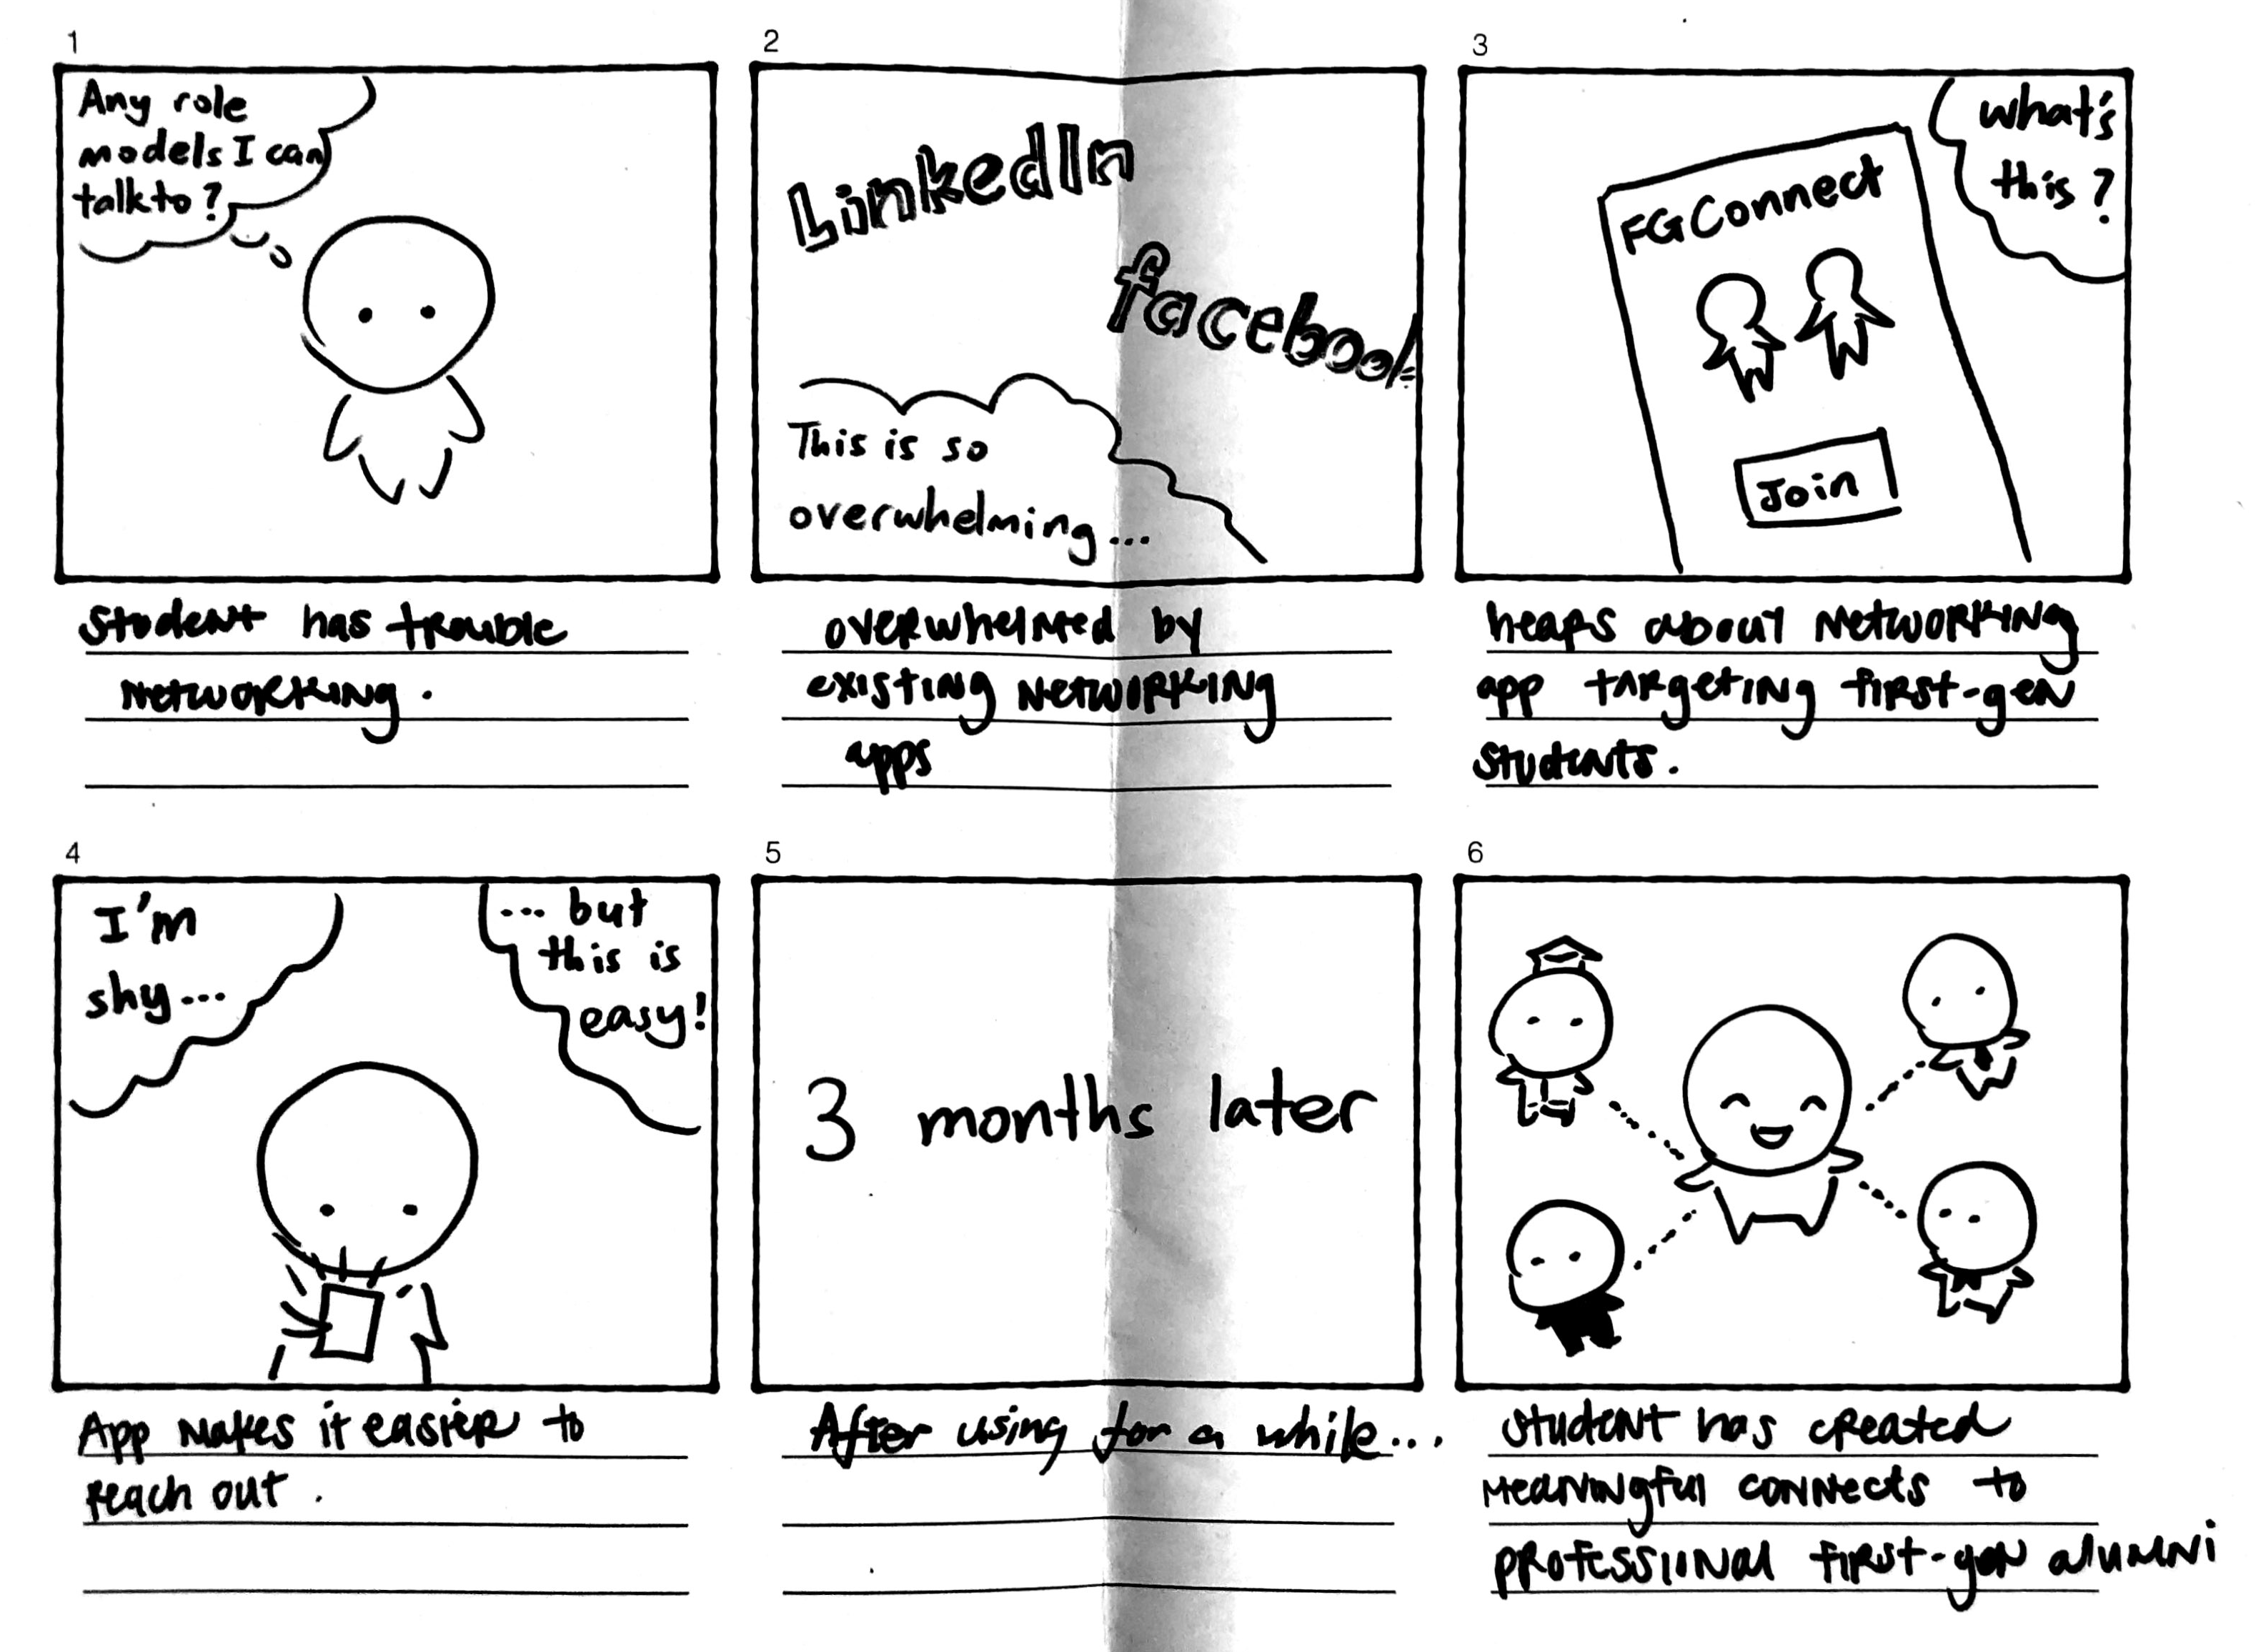 1
Any role
models I can
talk to?
Student has trouble
networking.
2
LinkedIn
facebook
This is so
overwhelming...
overwhelmed by
existing networking
apps
3
what's
this?
FGConnect
Join
hears about networking
app targeting first-gen
students.
4
I'm
shy...
... but
this is
easy!
App makes it easier to
reach out.
5
3 months later
After using for a while...
6
student has created
meaningful connects to
professional first-gen alumni